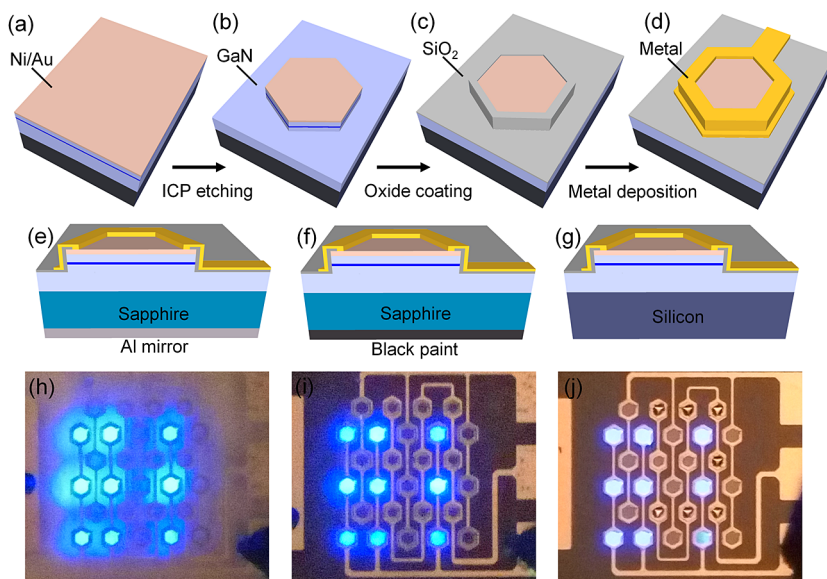 (a)
(b)
(c)
(d)
Ni/Au
GaN
SiO2
Metal
ICP etching
Oxide coating
Metal deposition
(e)
(f)
(g)
Sapphire
Sapphire
Silicon
Al mirror
Black paint
(h)
(i)
(j)